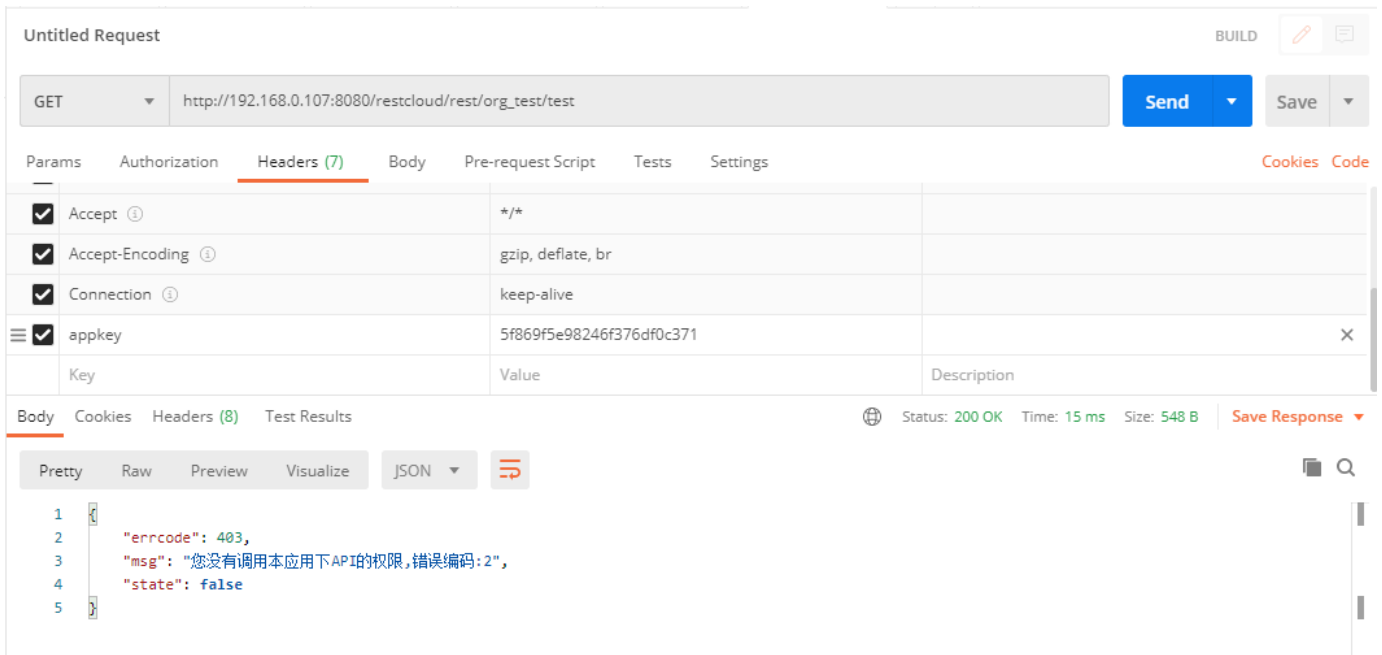 Untitled Request
BUILD
GET
http://192.168.0.107:8080/restcloud/rest/org_test/test
Send
Save
Params Authorization Headers (7) Body Pre-request Script Tests Settings
Cookies Code
Accept */*
Accept-Encoding gzip, deflate, br
Connection keep-alive
appkey 5f869f5e98246f376df0c371
Key Value Description
Body Cookies Headers (8) Test Results
Status: 200 OK Time: 15 ms Size: 548 B Save Response
Pretty Raw Preview Visualize JSON
1 {
2 "errcode": 403,
3 "msg": "您没有调用本应用下API的权限,错误编码:2",
4 "state": false
5 }